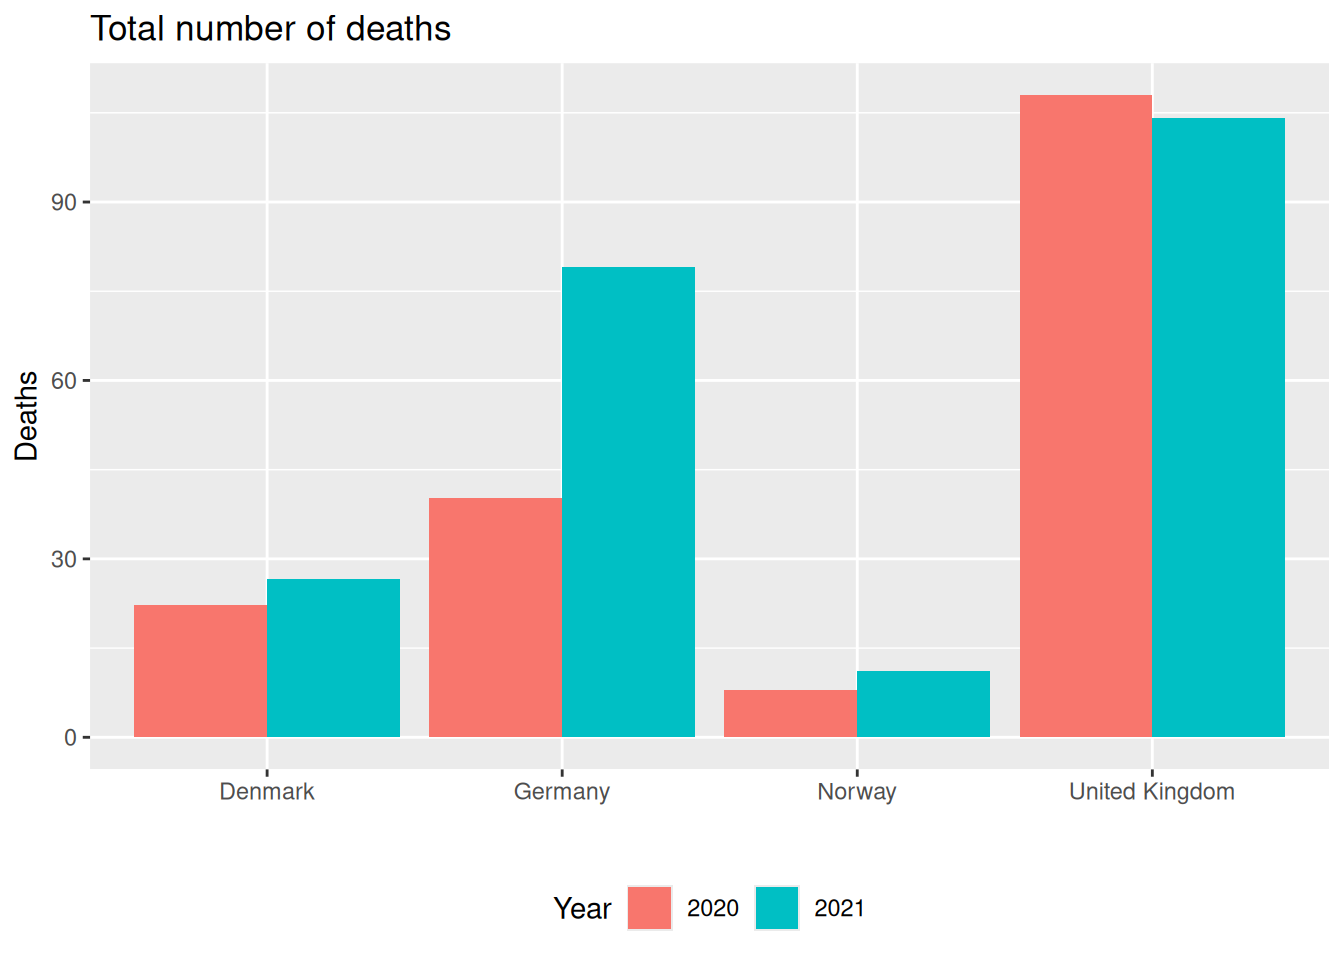 Total number of deaths
Deaths
90
60
30
0
Denmark Germany Norway United Kingdom
Year 2020 2021